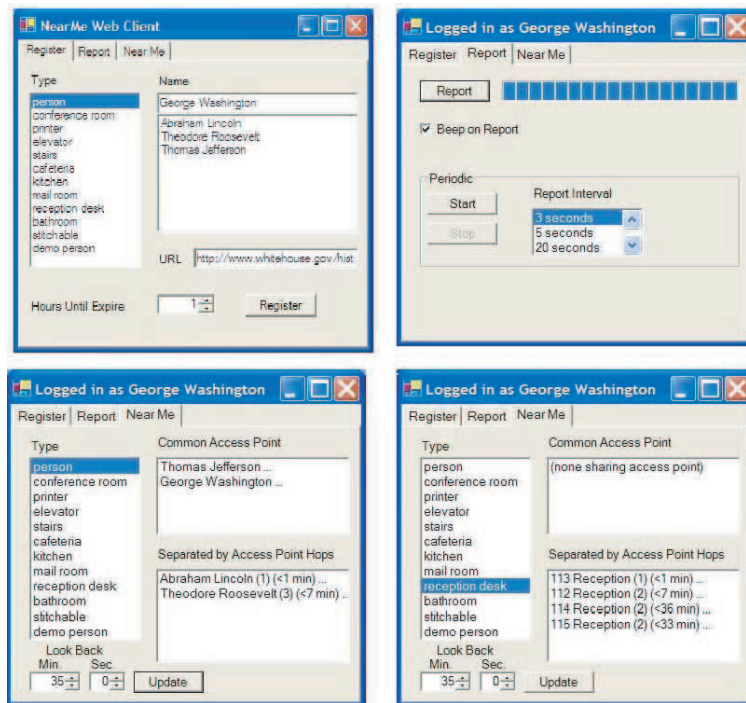 NearMe Web Client
Register Report Near Me
Type
person
conference room
printer
elevator
stairs
cafeteria
kitchen
mail room
reception desk
bathroom
stitchable
demo person
Name
George Washington
Abraham Lincoln
Theodore Roosevelt
Thomas Jefferson
URL http://www.whitehouse.gov/hist
Hours Until Expire 1 Register
Logged in as George Washington
Register Report Near Me
Report
Beep on Report
Periodic
Start
Stop
Report Interval
3 seconds
5 seconds
20 seconds
Logged in as George Washington
Register Report Near Me
Type
person
conference room
printer
elevator
stairs
cafeteria
kitchen
mail room
reception desk
bathroom
stitchable
demo person
Common Access Point
Thomas Jefferson ...
George Washington ...
Separated by Access Point Hops
Abraham Lincoln (1) (<1 min) ...
Theodore Roosevelt (3) (<7 min) ..
Look Back
Min. Sec.
35 0 Update
Logged in as George Washington
Register Report Near Me
Type
person
conference room
printer
elevator
stairs
cafeteria
kitchen
mail room
reception desk
bathroom
stitchable
demo person
Common Access Point
(none sharing access point)
Separated by Access Point Hops
113 Reception (1) (<1 min) ...
112 Reception (2) (<7 min) ...
114 Reception (2) (<36 min) ...
115 Reception (2) (<33 min) ...
Look Back
Min. Sec.
35 0 Update